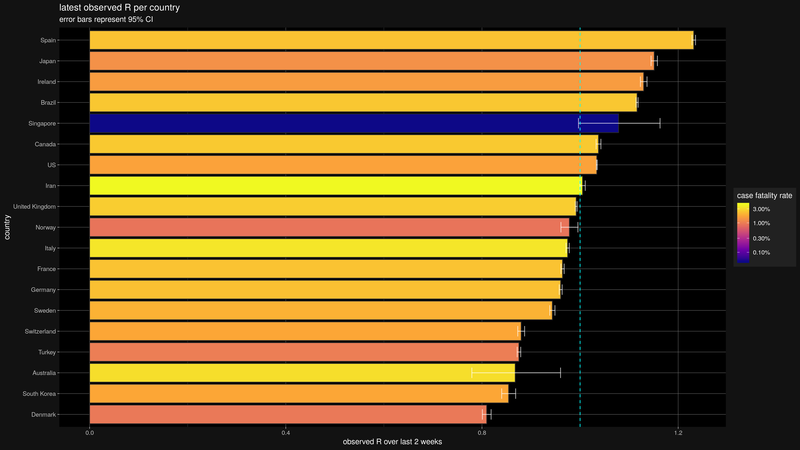 latest observed R per country
error bars represent 95% CI
country
Spain
Japan
Ireland
Brazil
Singapore
Canada
US
Iran
United Kingdom
Norway
Italy
France
Germany
Sweden
Switzerland
Turkey
Australia
South Korea
Denmark
0.0 0.4 0.8 1.2
observed R over last 2 weeks
case fatality rate
3.00%
1.00%
0.30%
0.10%